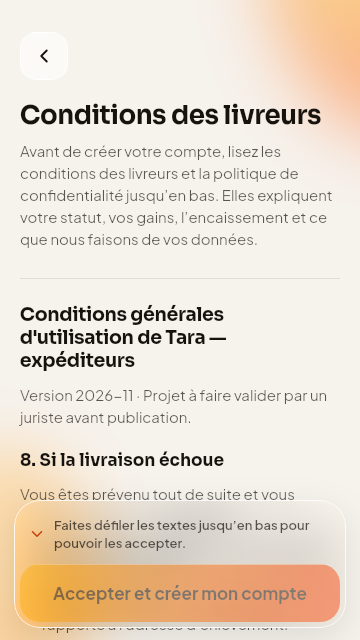 Conditions des livreurs
Avant de créer votre compte, lisez les
conditions des livreurs et la politique de
confidentialité jusqu’en bas. Elles expliquent
votre statut, vos gains, l’encaissement et ce
que nous faisons de vos données.
Conditions générales
d'utilisation de Tara —
expéditeurs
Version 2026-11 · Projet à faire valider par un
juriste avant publication.
8. Si la livraison échoue
Vous êtes prévenu tout de suite et vous
Faites défiler les textes jusqu’en bas pour
pouvoir les accepter.
Accepter et créer mon compte